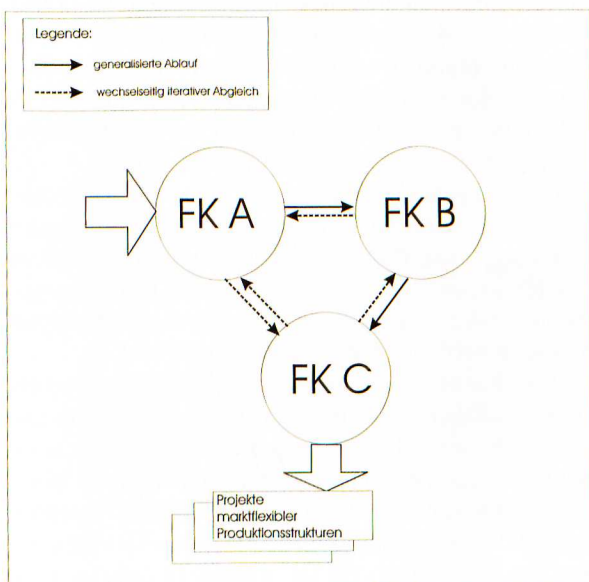 Legende:
generalisierte Ablauf
wechselseitig iterativer Abgleich
FK A
FK B
FK C
Projekte
marktflexibler
Produktionsstrukturen